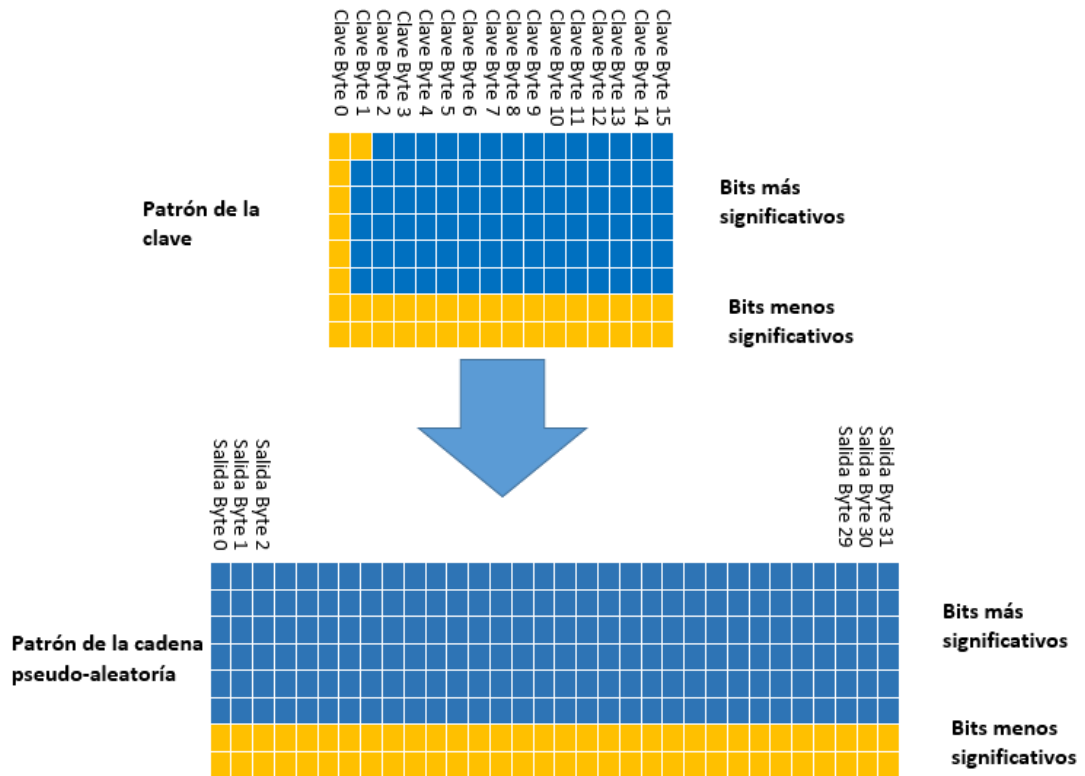 Clave Byte 0
Clave Byte 1
Clave Byte 2
Clave Byte 3
Clave Byte 4
Clave Byte 5
Clave Byte 6
Clave Byte 7
Clave Byte 8
Clave Byte 9
Clave Byte 10
Clave Byte 11
Clave Byte 12
Clave Byte 13
Clave Byte 14
Clave Byte 15
Patrón de la
clave
Bits más
significativos
Bits menos
significativos
Salida Byte 0
Salida Byte 1
Salida Byte 2
Salida Byte 29
Salida Byte 30
Salida Byte 31
Patrón de la cadena
pseudo-aleatoría
Bits más
significativos
Bits menos
significativos